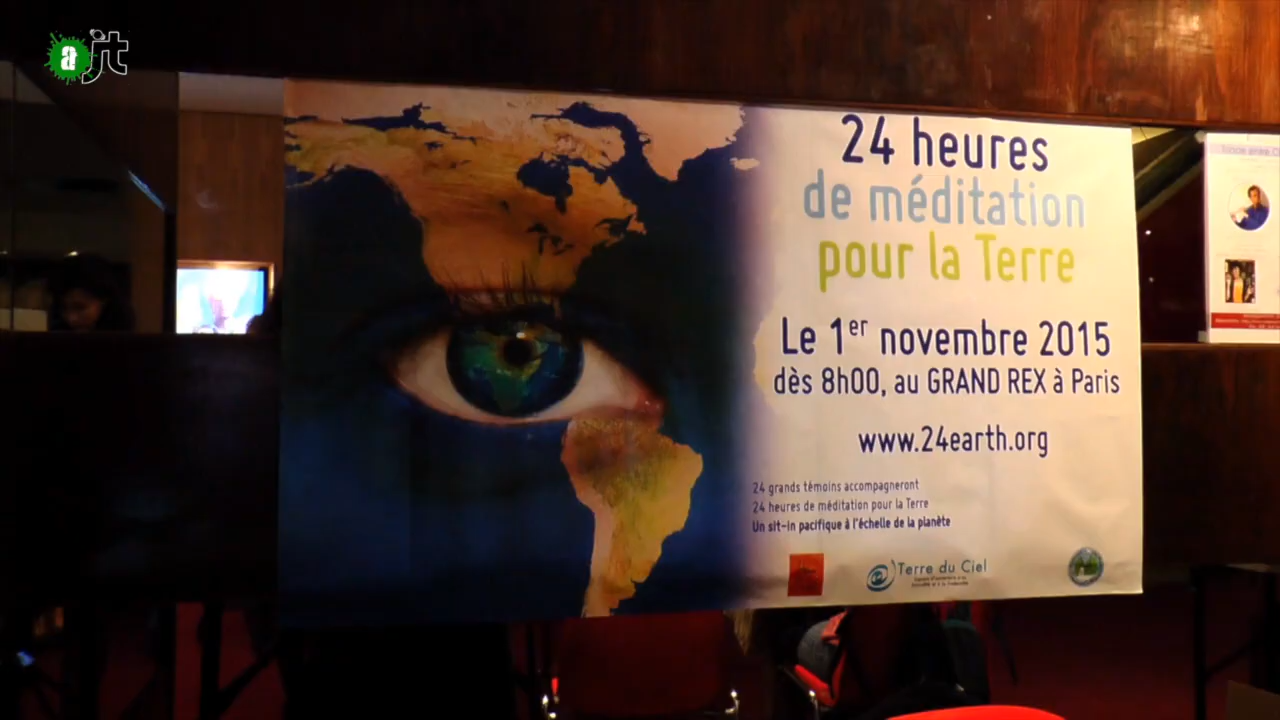 ajt
24 heures
de méditation
pour la Terre
Le 1er novembre 2015
dès 8h00, au GRAND REX à Paris
www.24earth.org
24 grands témoins accompagneront
24 heures de méditation pour la Terre
Un sit-in pacifique à l'échelle de la planète
Terre du Ciel